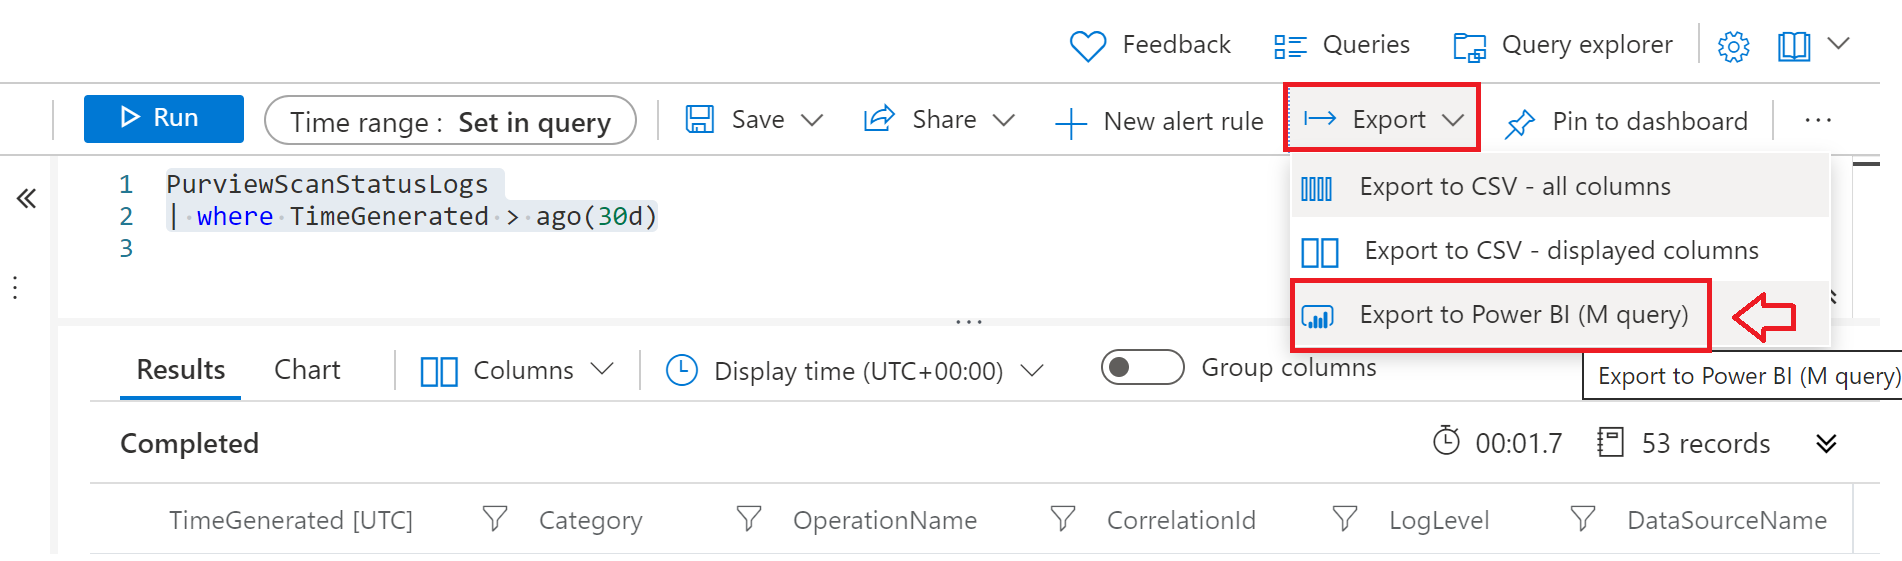 Feedback Queries Query explorer
Run Time range : Set in query Save Share New alert rule Export Pin to dashboard ...
1 PurviewScanStatusLogs
2 | where TimeGenerated > ago(30d)
3
Export to CSV - all columns
Export to CSV - displayed columns
Export to Power BI (M query)
Results Chart Columns Display time (UTC+00:00) Group columns
Export to Power BI (M query)
Completed 00:01.7 53 records
TimeGenerated [UTC] Category OperationName CorrelationId LogLevel DataSourceName